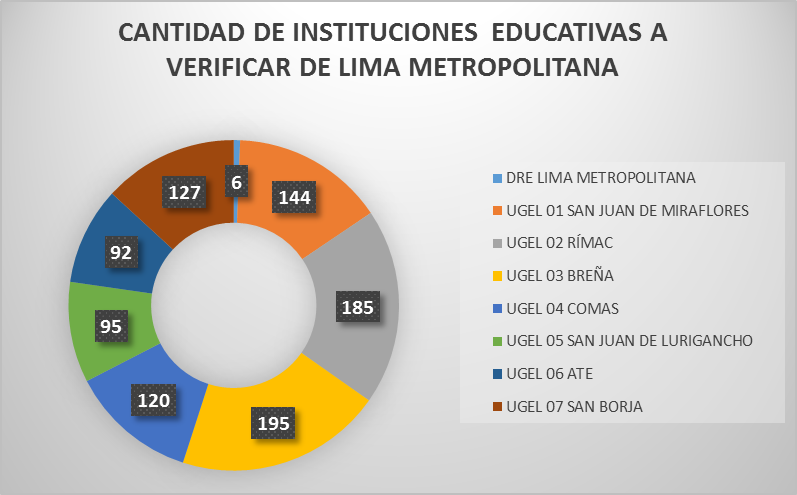 CANTIDAD DE INSTITUCIONES EDUCATIVAS A
VERIFICAR DE LIMA METROPOLITANA
6
144
185
195
120
95
92
127
DRE LIMA METROPOLITANA
UGEL 01 SAN JUAN DE MIRAFLORES
UGEL 02 RÍMAC
UGEL 03 BREÑA
UGEL 04 COMAS
UGEL 05 SAN JUAN DE LURIGANCHO
UGEL 06 ATE
UGEL 07 SAN BORJA